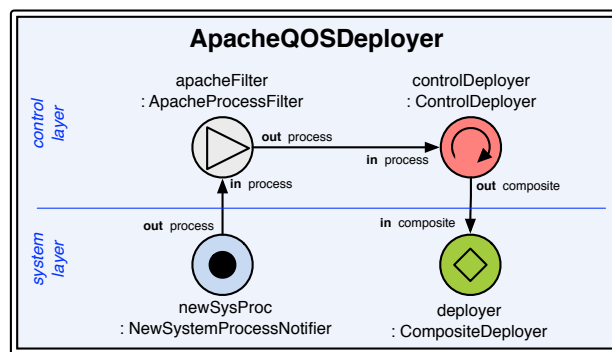 ApacheQOSDeployer
apacheFilter
: ApacheProcessFilter
controlDeployer
: ControlDeployer
control
layer
out process
in process
in process
out composite
out process
in composite
system
layer
newSysProc
: NewSystemProcessNotifier
deployer
: CompositeDeployer